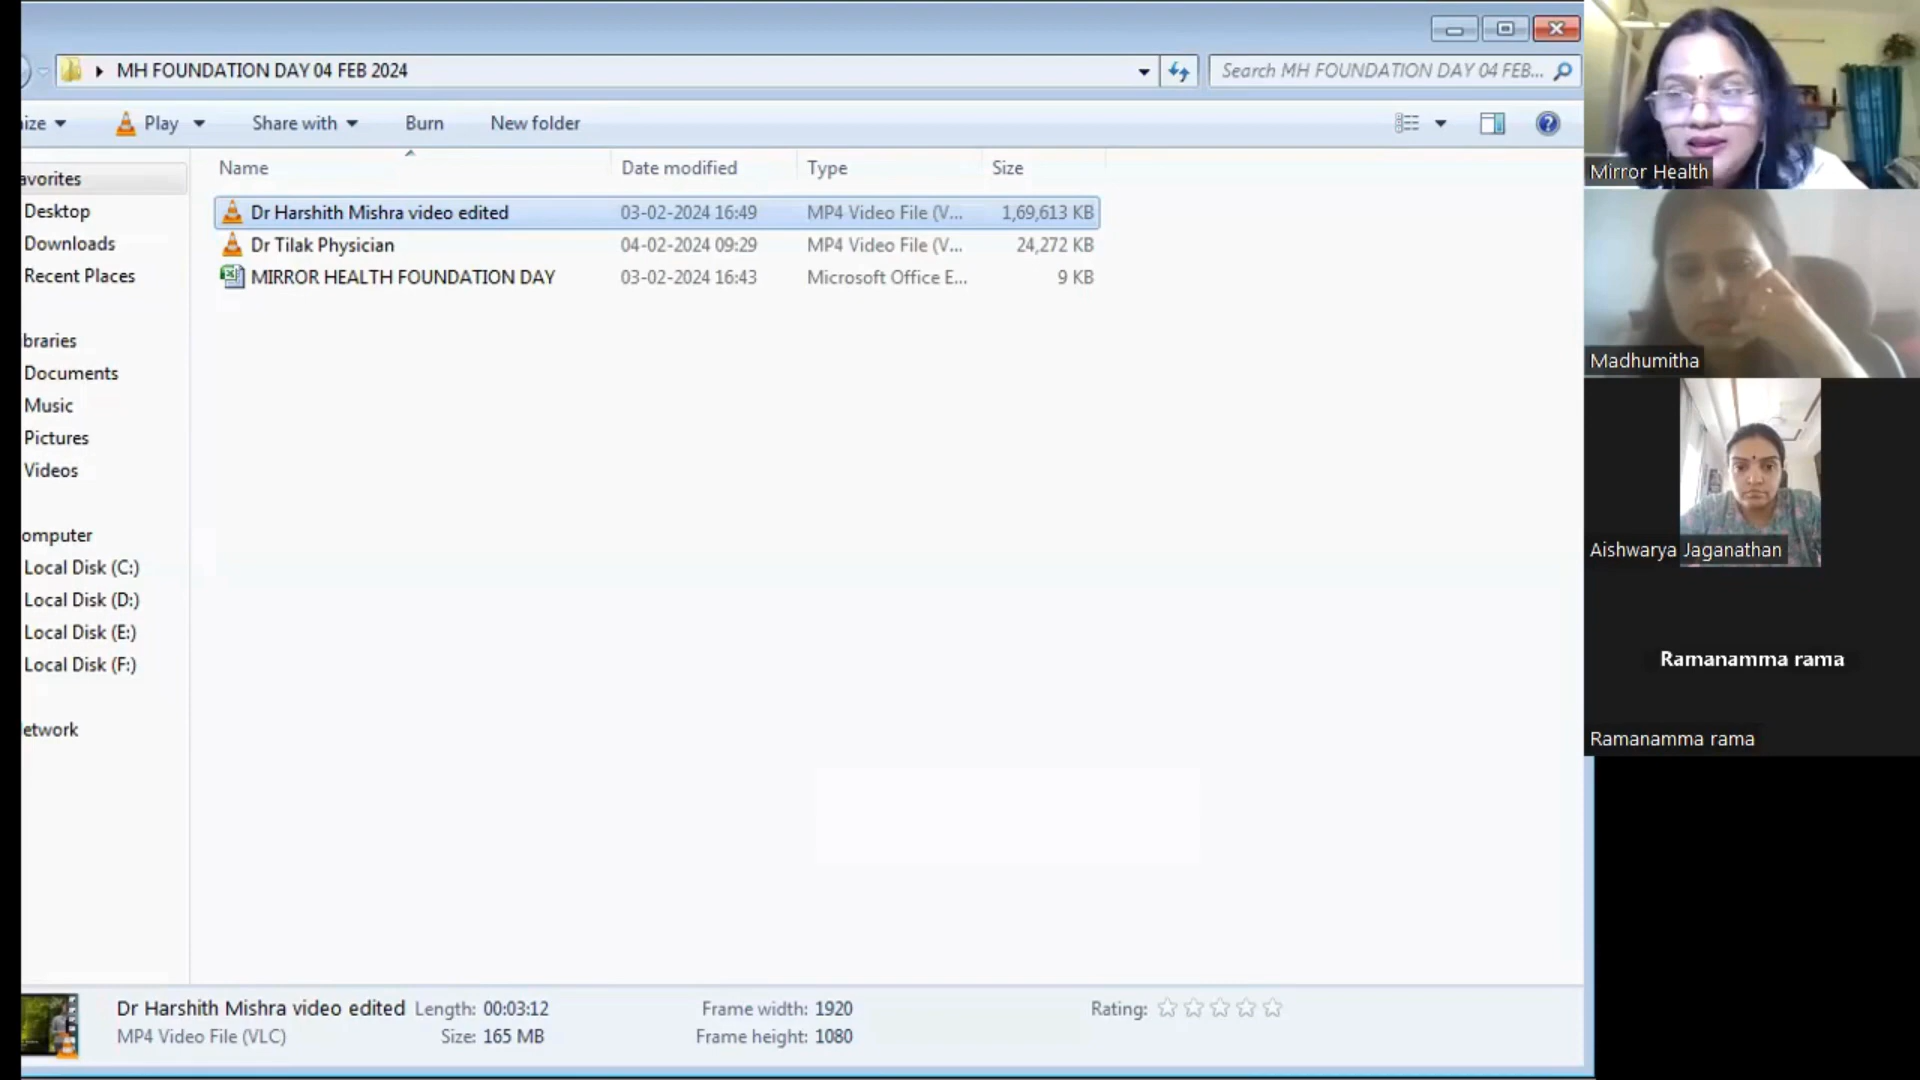 MH FOUNDATION DAY 04 FEB 2024
Search MH FOUNDATION DAY 04 FEB...
ize Play Share with Burn New folder
Name Date modified Type Size
avorites
Dr Harshith Mishra video edited 03-02-2024 16:49 MP4 Video File (V... 1,69,613 KB
Dr Tilak Physician 04-02-2024 09:29 MP4 Video File (V... 24,272 KB
MIRROR HEALTH FOUNDATION DAY 03-02-2024 16:43 Microsoft Office E... 9 KB
Desktop
Downloads
Recent Places
braries
Documents
Music
Pictures
Videos
omputer
Local Disk (C:)
Local Disk (D:)
Local Disk (E:)
Local Disk (F:)
etwork
Dr Harshith Mishra video edited Length: 00:03:12 Frame width: 1920 Rating:
MP4 Video File (VLC) Size: 165 MB Frame height: 1080
Mirror Health
Madhumitha
Aishwarya Jaganathan
Ramanamma rama
Ramanamma rama